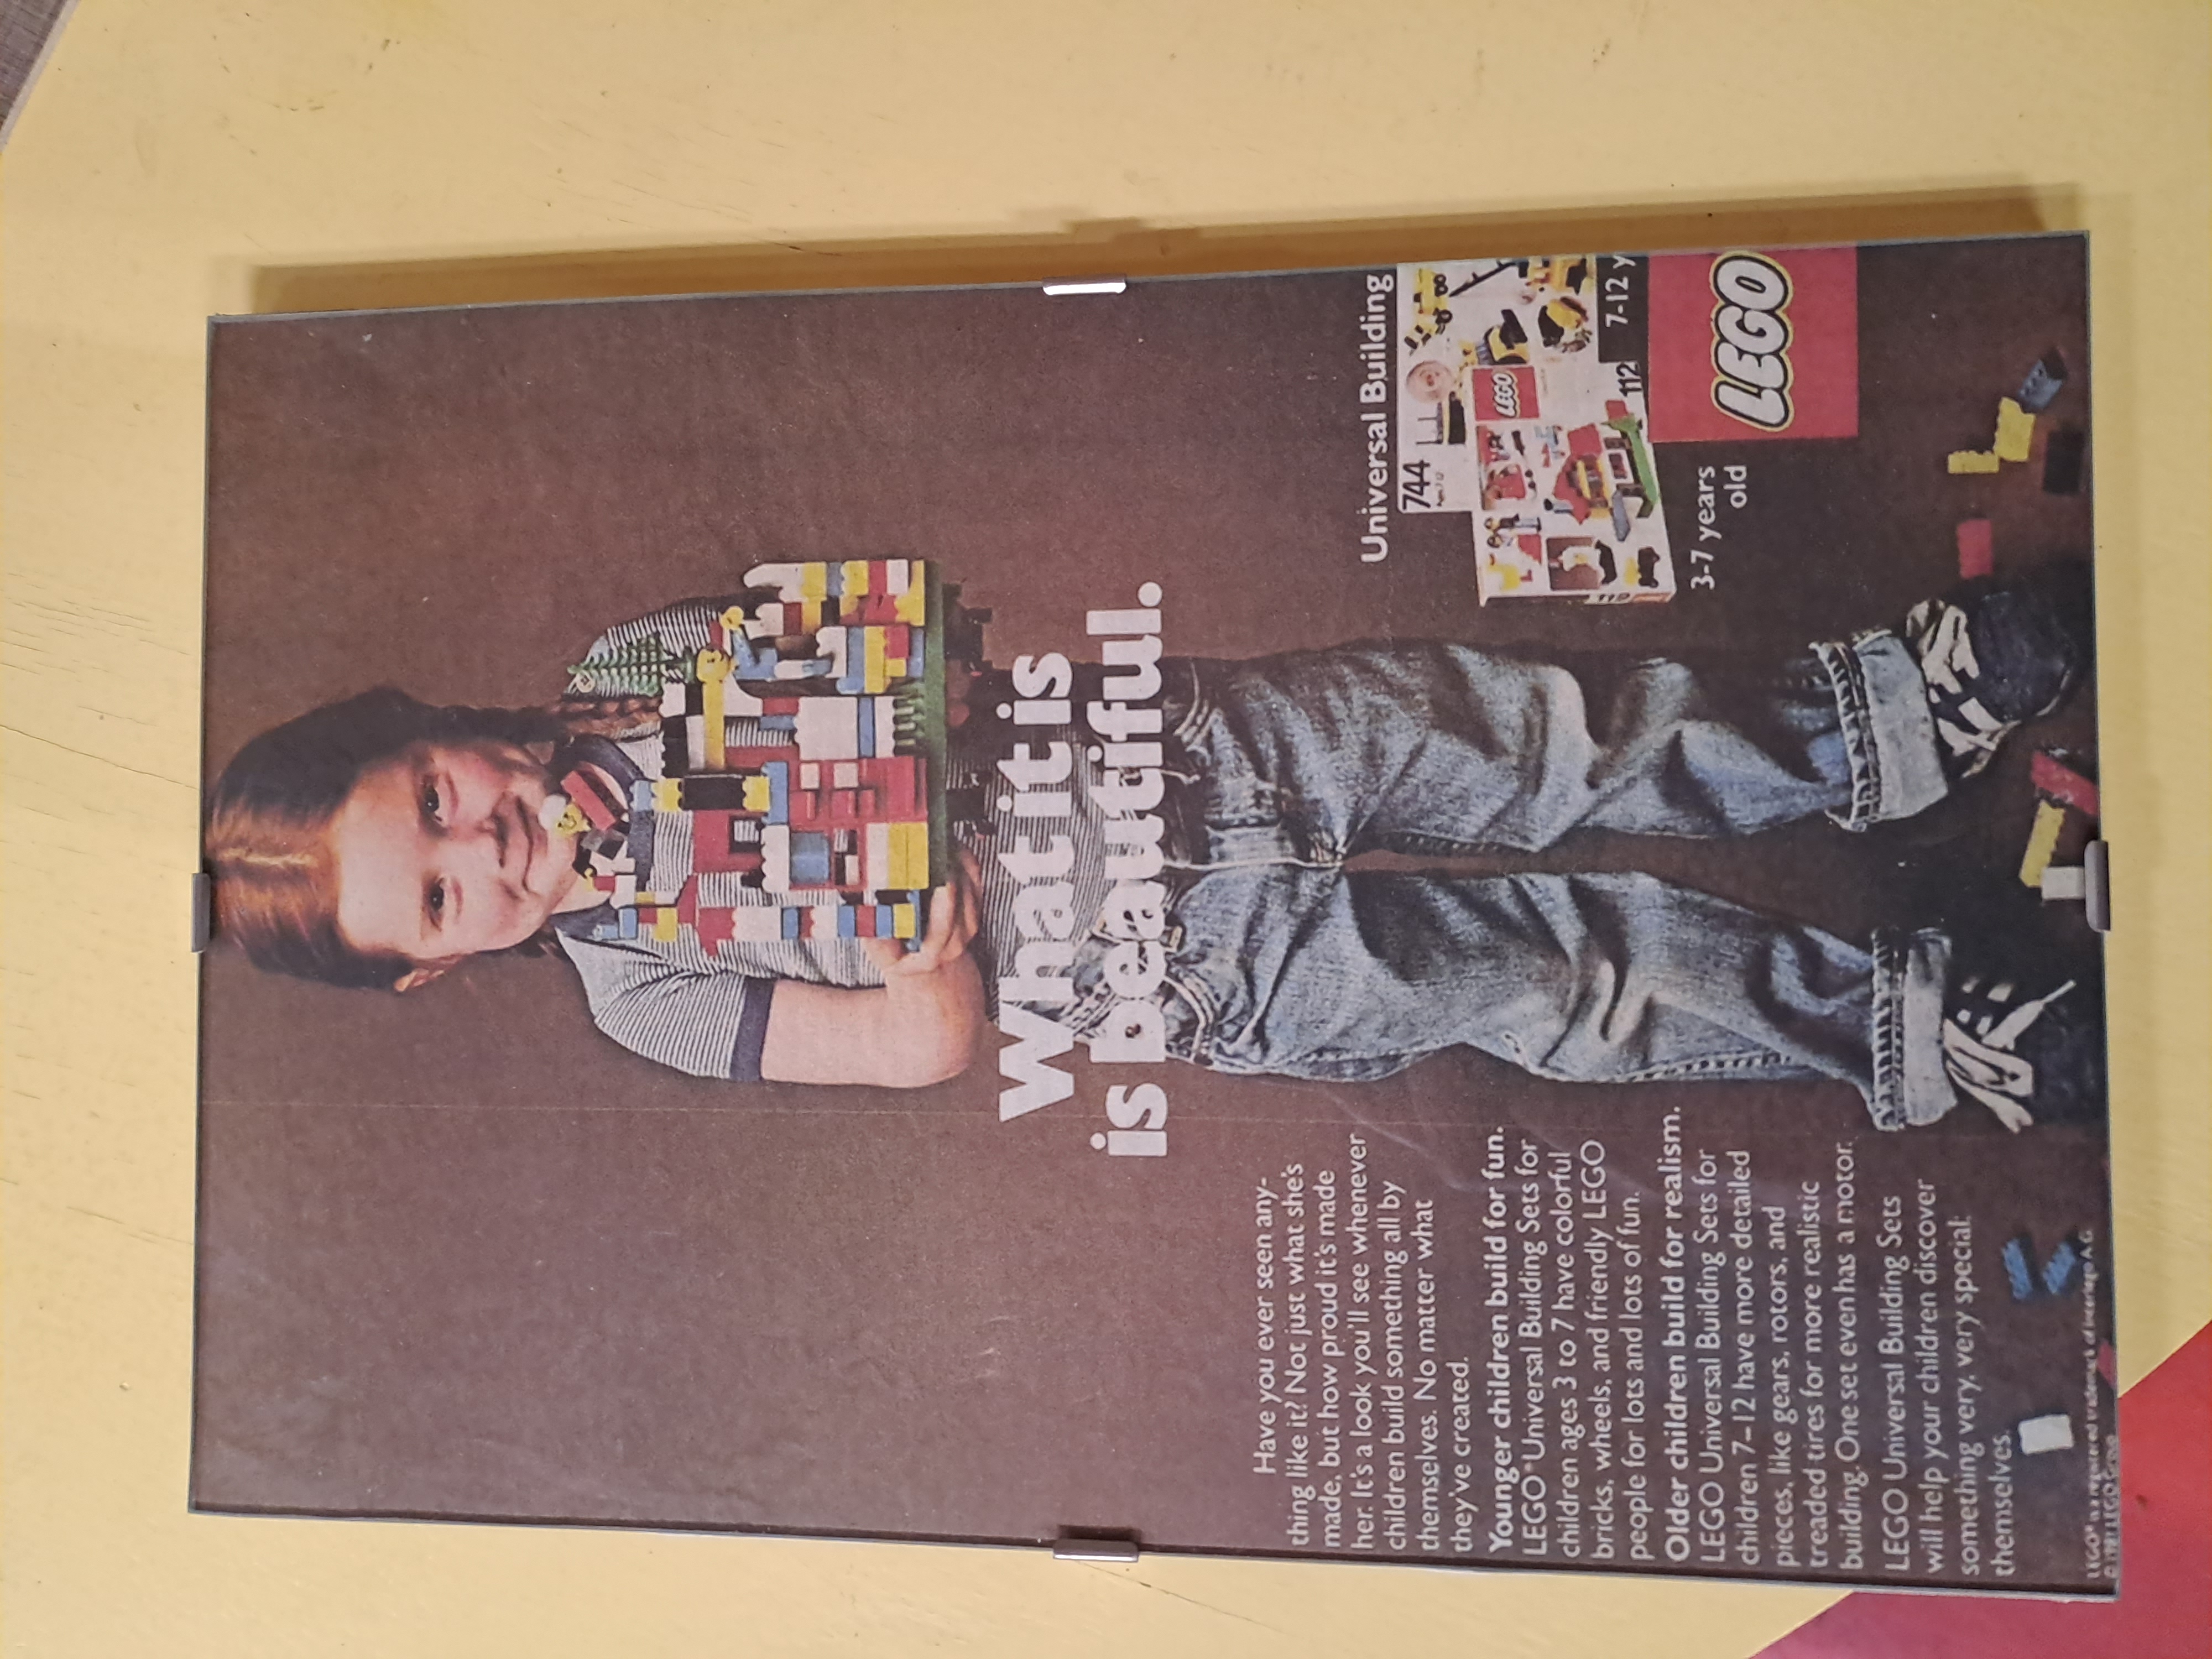 What it is
is beautiful.
Have you ever seen any-
thing like it? Not just what she's
made, but how proud it's made
her. It's a look you'll see whenever
children build something all by
themselves. No matter what
they've created.
Younger children build for fun.
LEGO® Universal Building Sets for
children ages 3 to 7 have colorful
bricks, wheels, and friendly LEGO
people for lots and lots of fun.
Older children build for realism.
LEGO Universal Building Sets for
children 7–12 have more detailed
pieces, like gears, rotors, and
treaded tires for more realistic
building. One set even has a motor.
LEGO Universal Building Sets
will help your children discover
something very, very special:
themselves.
LEGO® is a registered trademark of Interlego A.G.
© 1981 LEGO Group
Universal Building
744
LEGO
112
7-12 y
3-7 years
old
LEGO